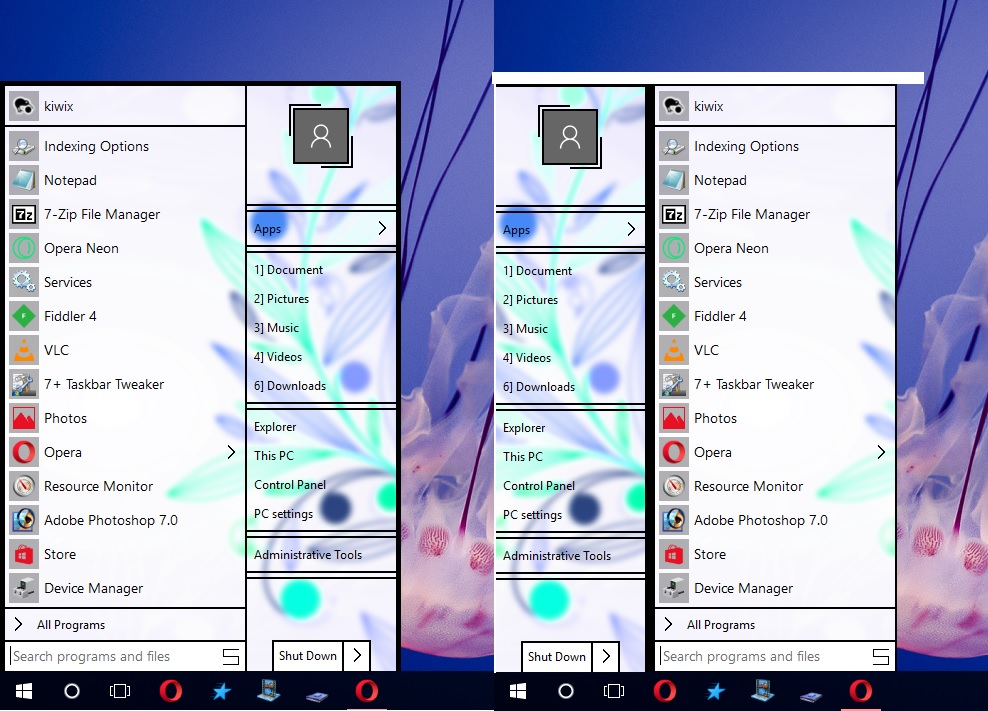 kiwix
Indexing Options
Notepad
7-Zip File Manager
Opera Neon
Services
Fiddler 4
VLC
7+ Taskbar Tweaker
Photos
Opera
Resource Monitor
Adobe Photoshop 7.0
Store
Device Manager
All Programs
Search programs and files
Apps
1] Document
2] Pictures
3] Music
4] Videos
6] Downloads
Explorer
This PC
Control Panel
PC settings
Administrative Tools
Shut Down
Apps
1] Document
2] Pictures
3] Music
4] Videos
6] Downloads
Explorer
This PC
Control Panel
PC settings
Administrative Tools
Shut Down
kiwix
Indexing Options
Notepad
7-Zip File Manager
Opera Neon
Services
Fiddler 4
VLC
7+ Taskbar Tweaker
Photos
Opera
Resource Monitor
Adobe Photoshop 7.0
Store
Device Manager
All Programs
Search programs and files